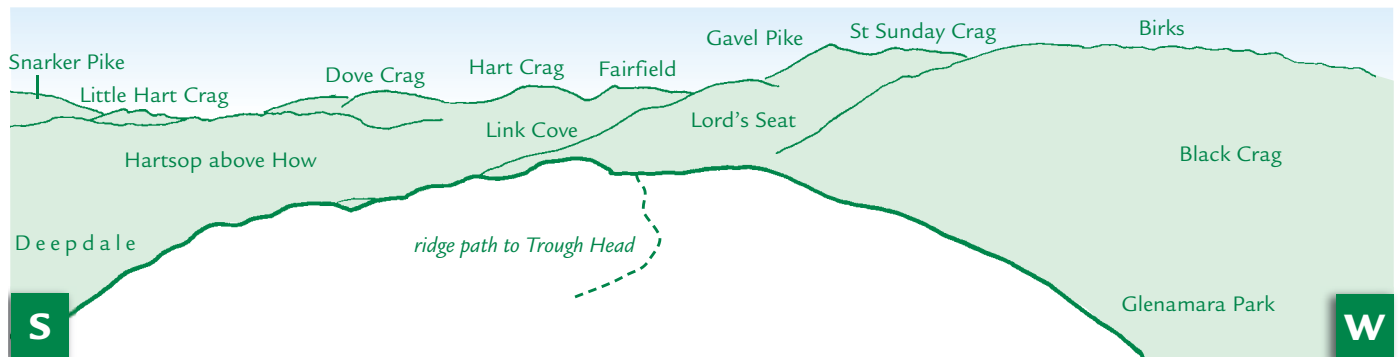 Snarker Pike
Little Hart Crag
Dove Crag
Hart Crag
Fairfield
Gavel Pike
St Sunday Crag
Birks
Link Cove
Lord's Seat
Hartsop above How
Black Crag
Deepdale
ridge path to Trough Head
Glenamara Park
S
W